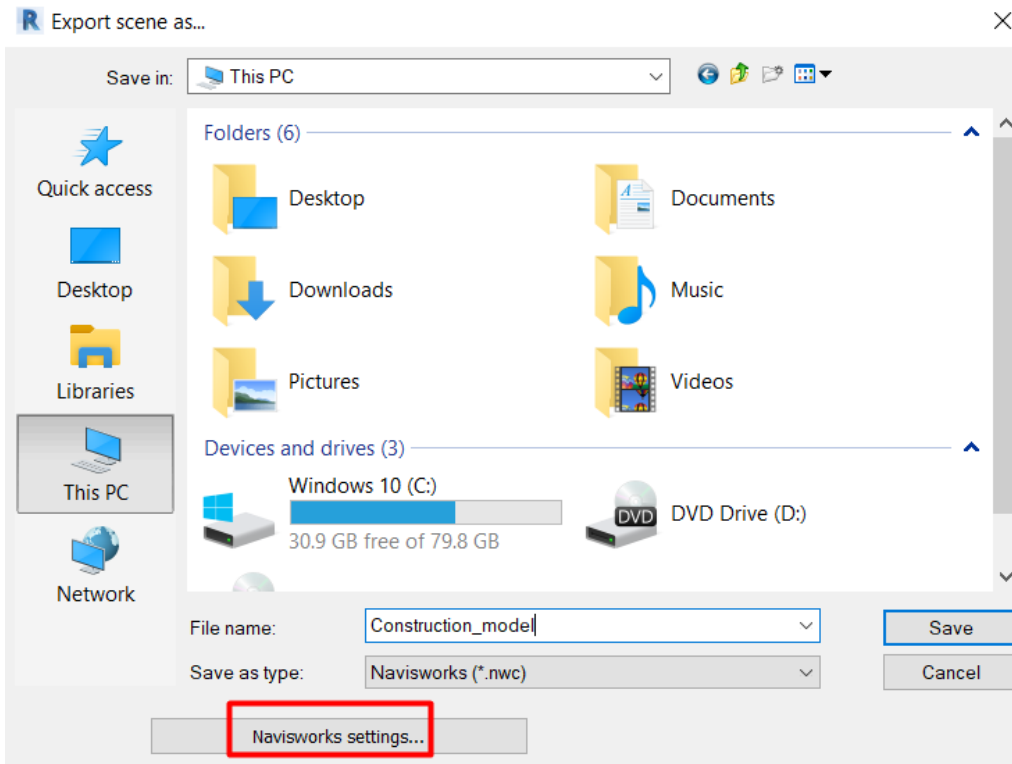 R Export scene as...
Save in: This PC
Quick access
Desktop
Libraries
This PC
Network
Folders (6)
Desktop
Documents
Downloads
Music
Pictures
Videos
Devices and drives (3)
Windows 10 (C:)
30.9 GB free of 79.8 GB
DVD DVD Drive (D:)
File name: Construction_model Save
Save as type: Navisworks (*.nwc) Cancel
Navisworks settings...